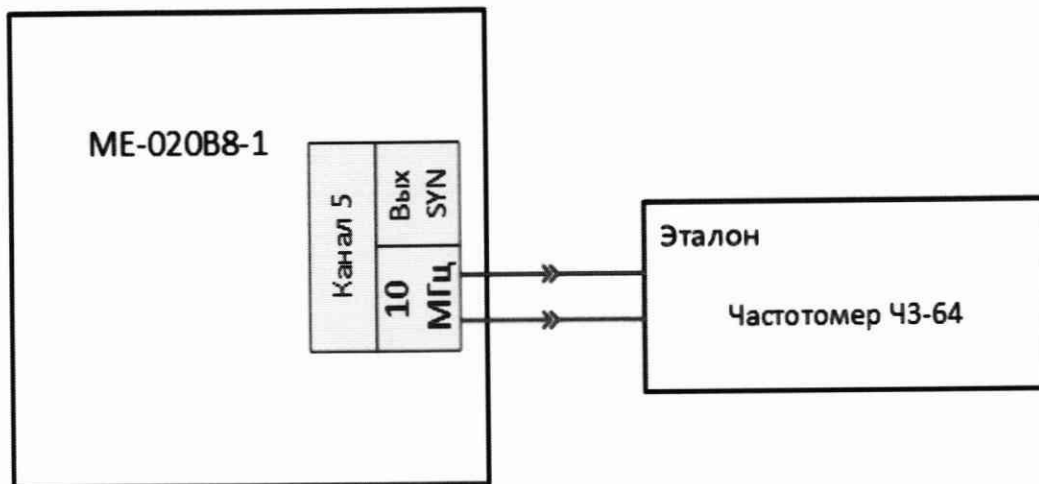 МЕ-020В8-1
Канал 5
Вых
SYN
10
МГц
Эталон
Частотомер Ч3-64